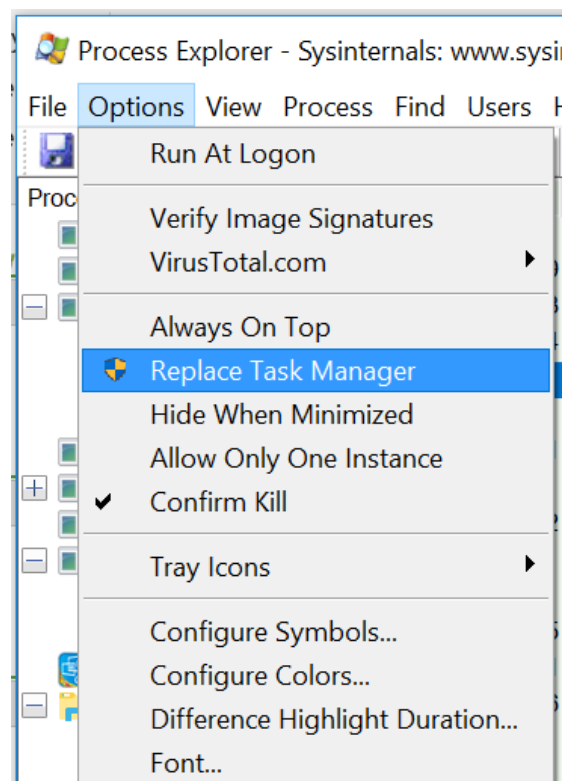 Process Explorer - Sysinternals: www.sysi
File Options View Process Find Users H
Run At Logon
Proc
Verify Image Signatures
VirusTotal.com
Always On Top
Replace Task Manager
Hide When Minimized
Allow Only One Instance
Confirm Kill
Tray Icons
Configure Symbols...
Configure Colors...
Difference Highlight Duration...
Font...